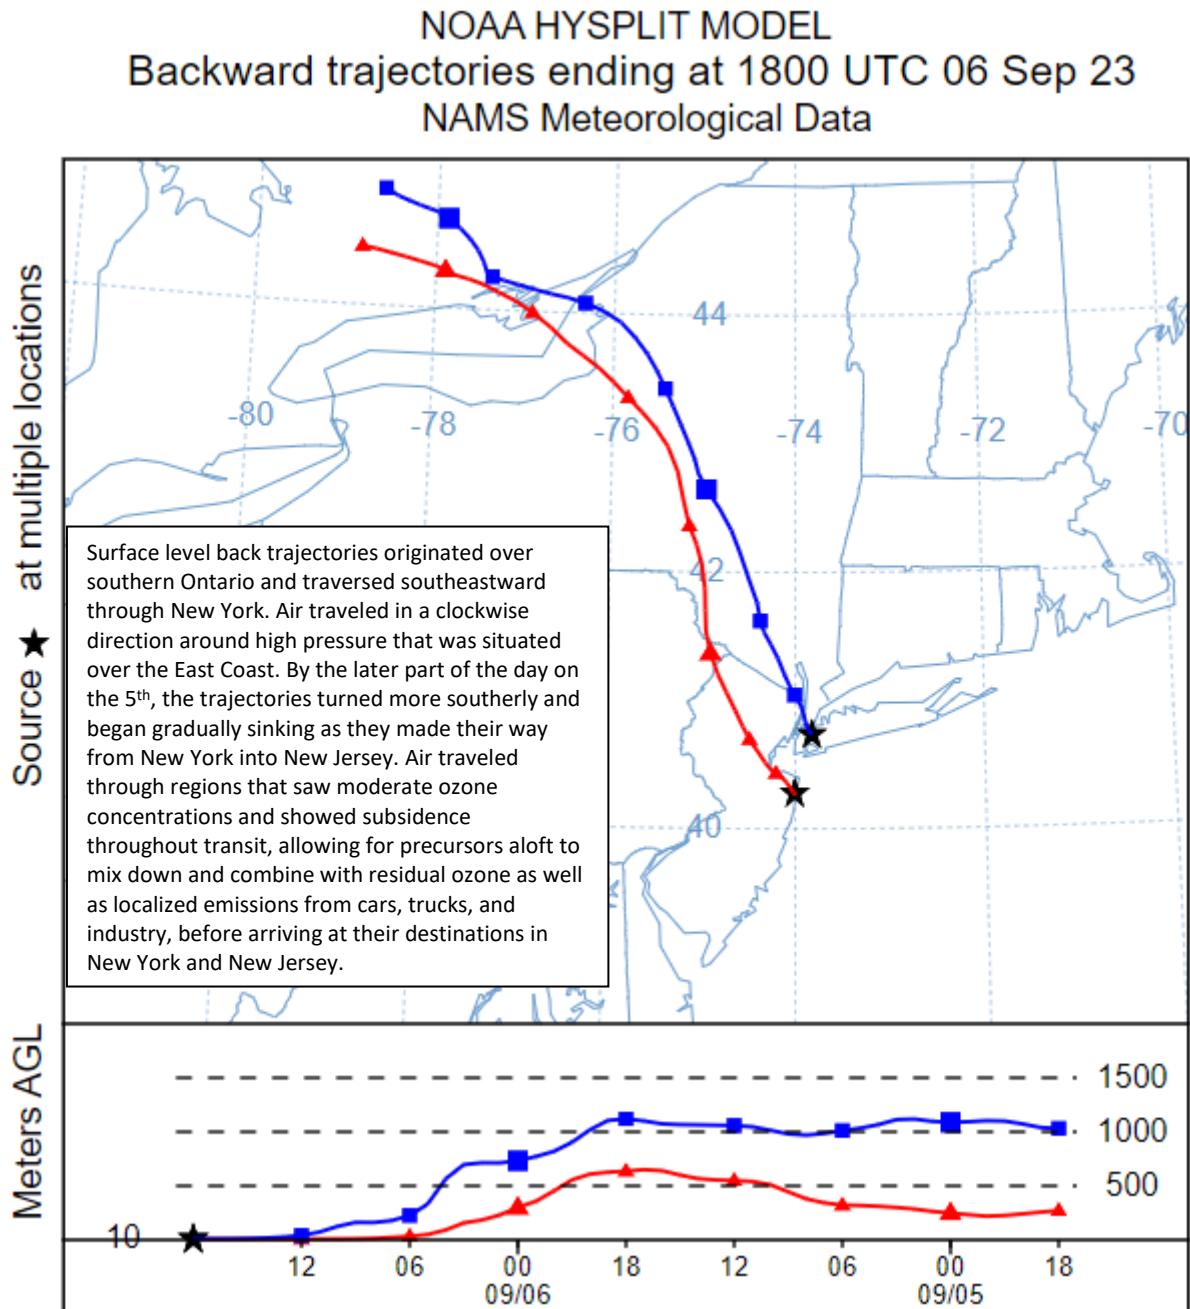 NOAA HYSPLIT MODEL
Backward trajectories ending at 1800 UTC 06 Sep 23
NAMS Meteorological Data
Source ★ at multiple locations
44
-80
-78
-76
-74
-72
-70
42
40
Surface level back trajectories originated over
southern Ontario and traversed southeastward
through New York. Air traveled in a clockwise
direction around high pressure that was situated
over the East Coast. By the later part of the day on
the 5th, the trajectories turned more southerly and
began gradually sinking as they made their way
from New York into New Jersey. Air traveled
through regions that saw moderate ozone
concentrations and showed subsidence
throughout transit, allowing for precursors aloft to
mix down and combine with residual ozone as well
as localized emissions from cars, trucks, and
industry, before arriving at their destinations in
New York and New Jersey.
Meters AGL
1500
1000
500
10
12 06 00 18 12 06 00 18
09/06 09/05